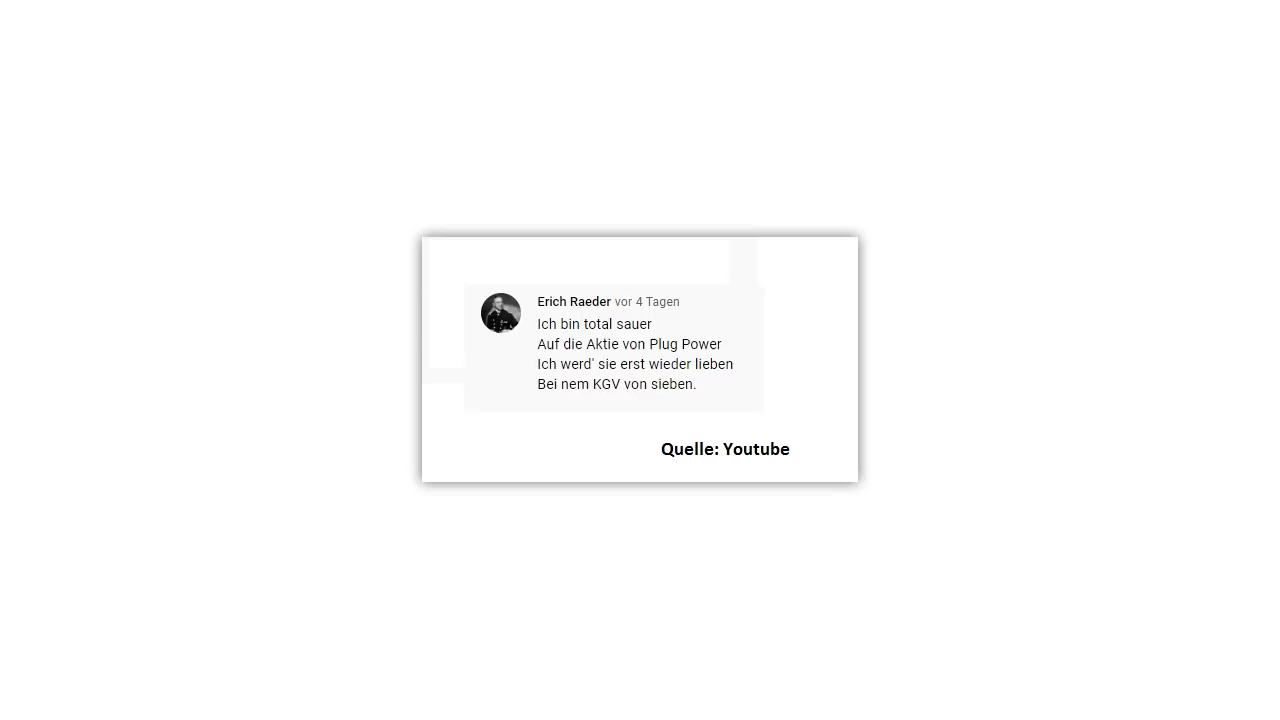 Erich Raeder vor 4 Tagen
Ich bin total sauer
Auf die Aktie von Plug Power
Ich werd' sie erst wieder lieben
Bei nem KGV von sieben.
Quelle: Youtube